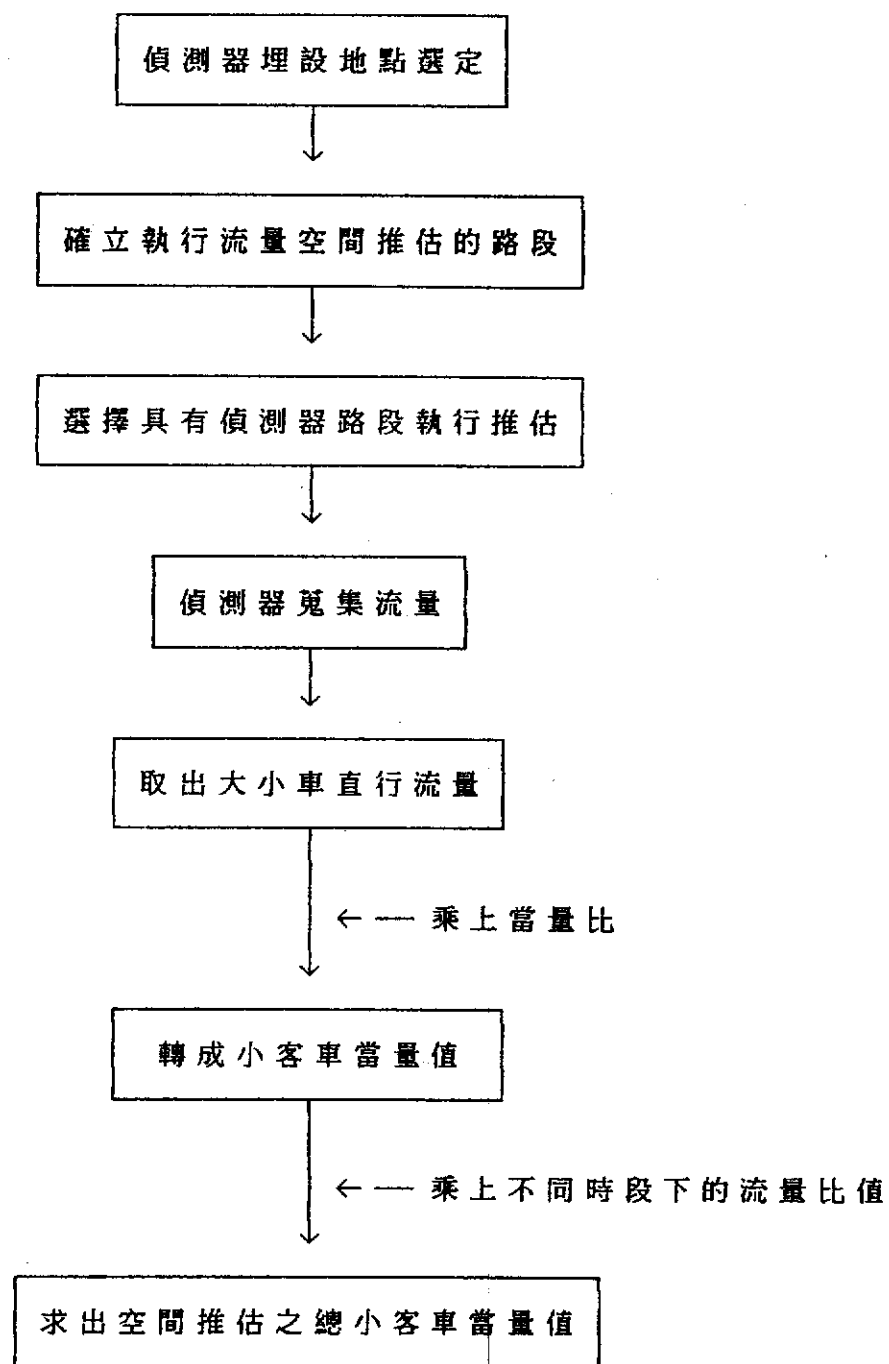 偵測器埋設地點選定
確立執行流量空間推估的路段
選擇具有偵測器路段執行推估
偵測器蒐集流量
取出大小車直行流量
←── 乘上當量比
轉成小客車當量值
←── 乘上不同時段下的流量比值
求出空間推估之總小客車當量值